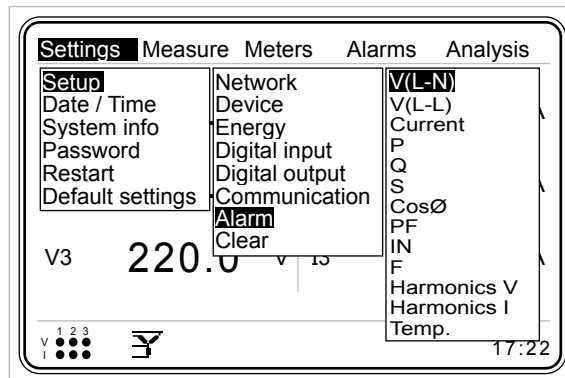 Settings Measure Meters Alarms Analysis
Setup
Date / Time
System info
Password
Restart
Default settings
Network
Device
Energy
Digital input
Digital output
Communication
Alarm
Clear
V(L-N)
V(L-L)
Current
P
Q
S
CosØ
PF
IN
F
Harmonics V
Harmonics I
Temp.
V3 220.0 V I3
1 2 3
V
I
17:22